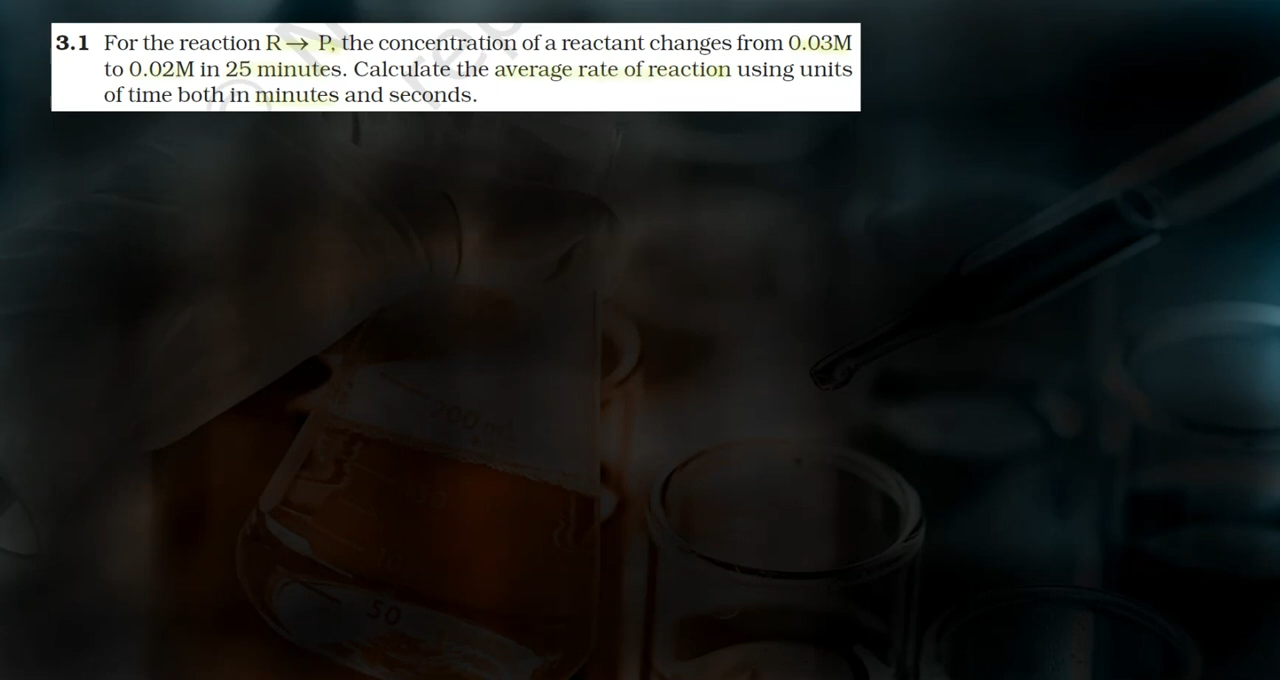 3.1 For the reaction R → P, the concentration of a reactant changes from 0.03M
to 0.02M in 25 minutes. Calculate the average rate of reaction using units
of time both in minutes and seconds.
50